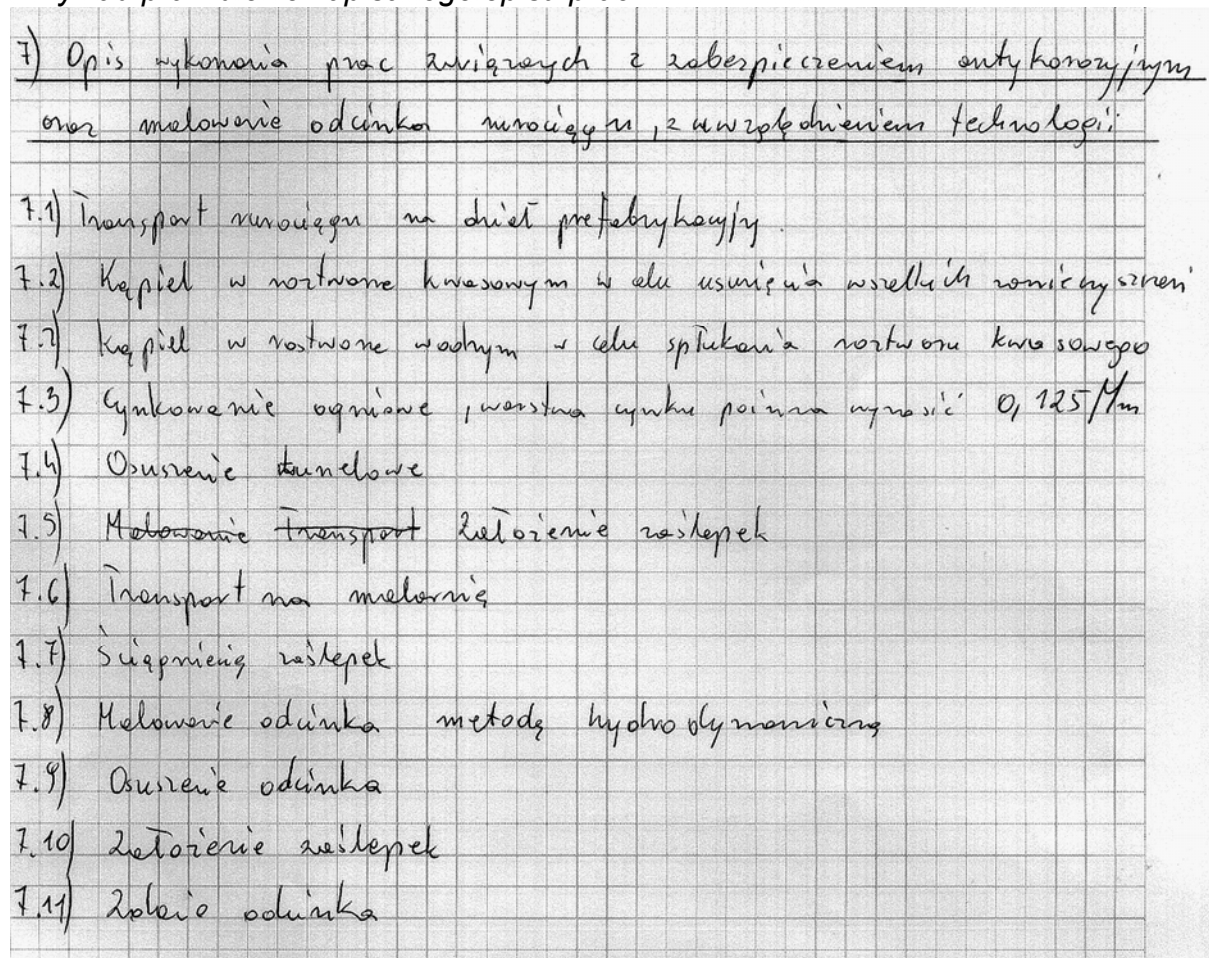 7) Opis wykonania prac związanych z zabezpieczeniem antykorozyjnym
oraz malowanie odcinka rurociągu, z uwzględnieniem technologii
7.1) Transport rurociągu na dział prefabrykacyjy
7.2) Kąpiel w roztworze kwasowym w celu usunięcia wszelkich zanieczyszczeń
7.2) Kąpiel w roztworze wodnym w celu spłukania roztworu kwasowego
7.3) Cynkowanie ogniowe, warstwa cynku poinna wynosić 0,125 Mm
7.4) Osuszenie tunelowe
7.5) Malowanie Transport Założenie zaślepek
7.6) Transport na malarnię
7.7) Ściągnienią zaślepek
7.8) Malowanie odcinka metodą hydrodynamiczną
7.9) Osuszenie odcinka
7.10) Założenie zaślepek
7.11) odcinka